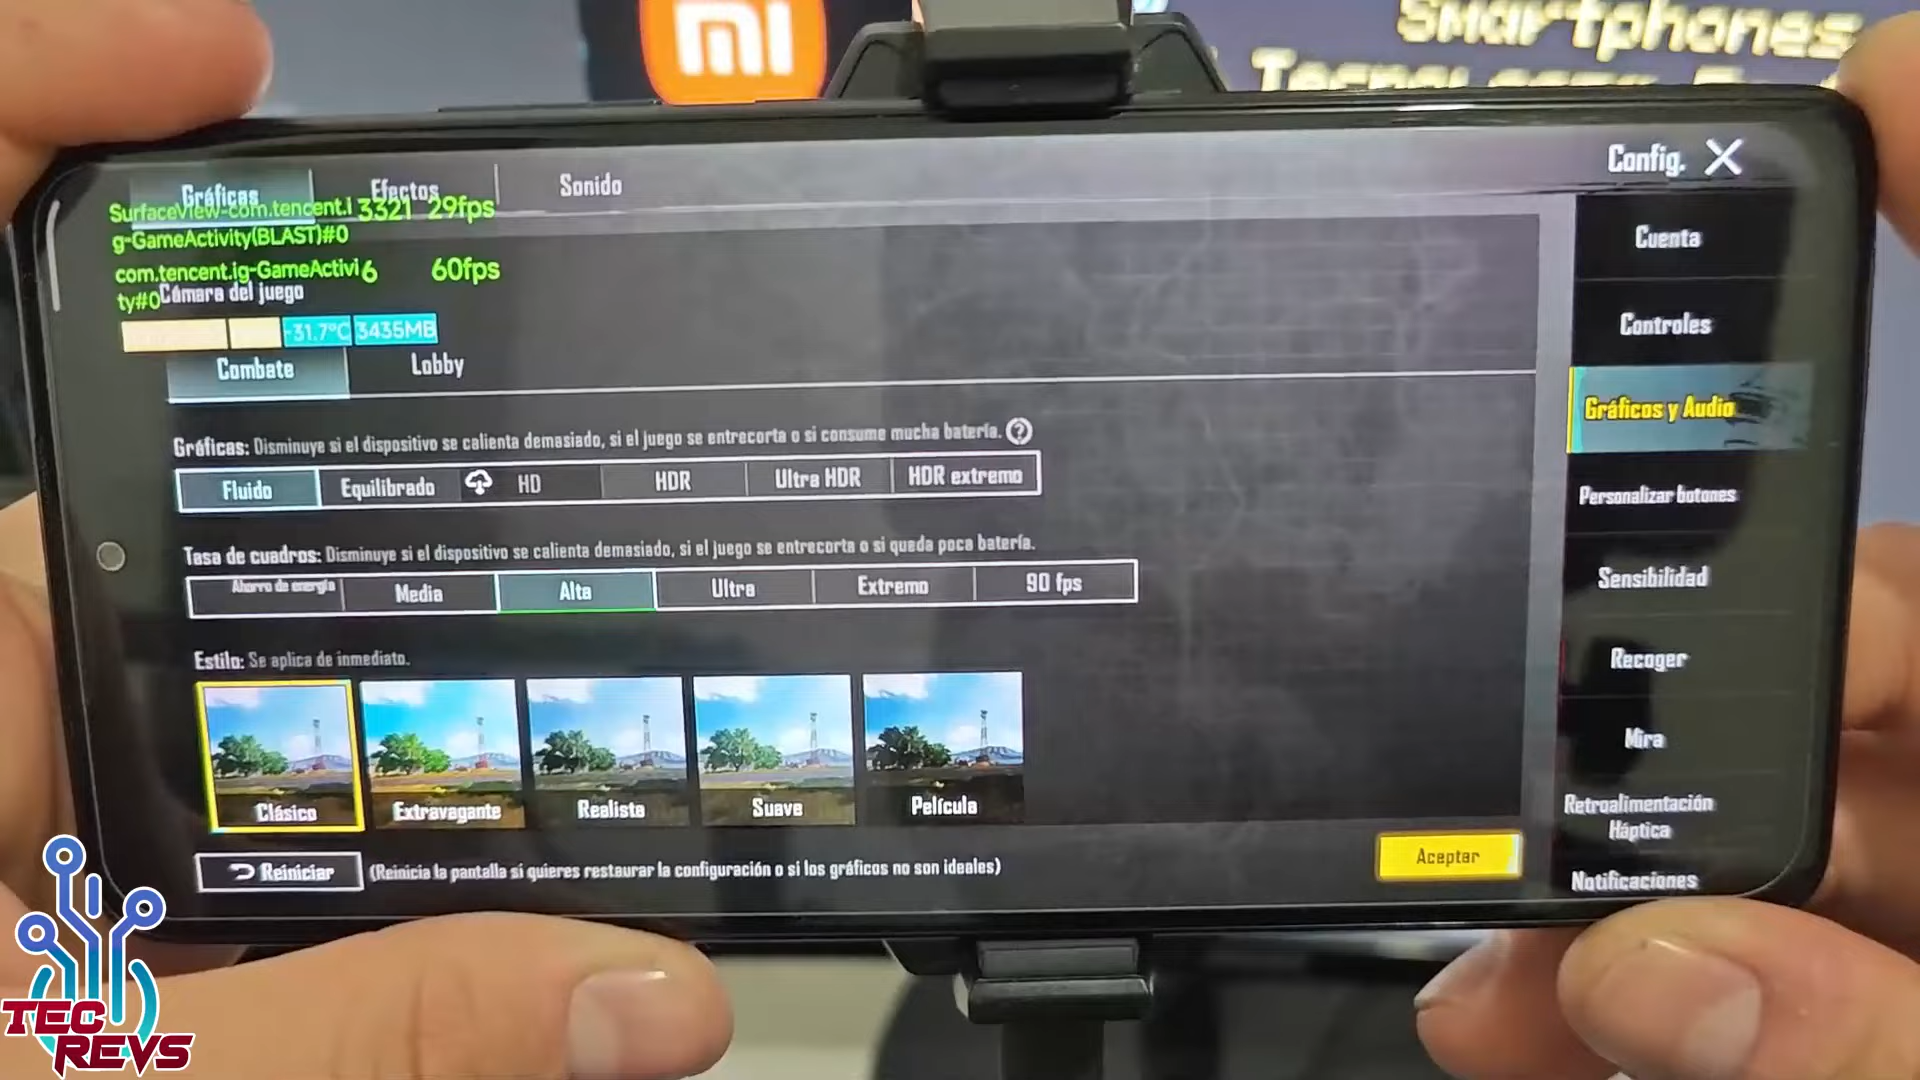 Smartphones
Config.
Gráficas Efectos Sonido
SurfaceView-com.tencent.i 3321 29fps
g-GameActivity(BLAST)#0
com.tencent.ig-GameActivi 6 60fps
ty#0
Cámara del juego
-31.7°C 3435MB
Combate Lobby
Gráficas: Disminuye si el dispositivo se calienta demasiado, si el juego se entrecorta o si consume mucha batería. ?
Fluido Equilibrado HD HDR Ultra HDR HDR extremo
Tasa de cuadros: Disminuye si el dispositivo se calienta demasiado, si el juego se entrecorta o si queda poca batería.
Ahorro de energía Media Alta Ultra Extremo 90 fps
Estilo: Se aplica de inmediato.
Clásico Extravagante Realista Suave Película
Reiniciar (Reinicia la pantalla si quieres restaurar la configuración o si los gráficos no son ideales)
Aceptar
Cuenta
Controles
Gráficos y Audio
Personalizar botones
Sensibilidad
Recoger
Mira
Retroalimentación
Háptica
Notificaciones
TEC
REVS